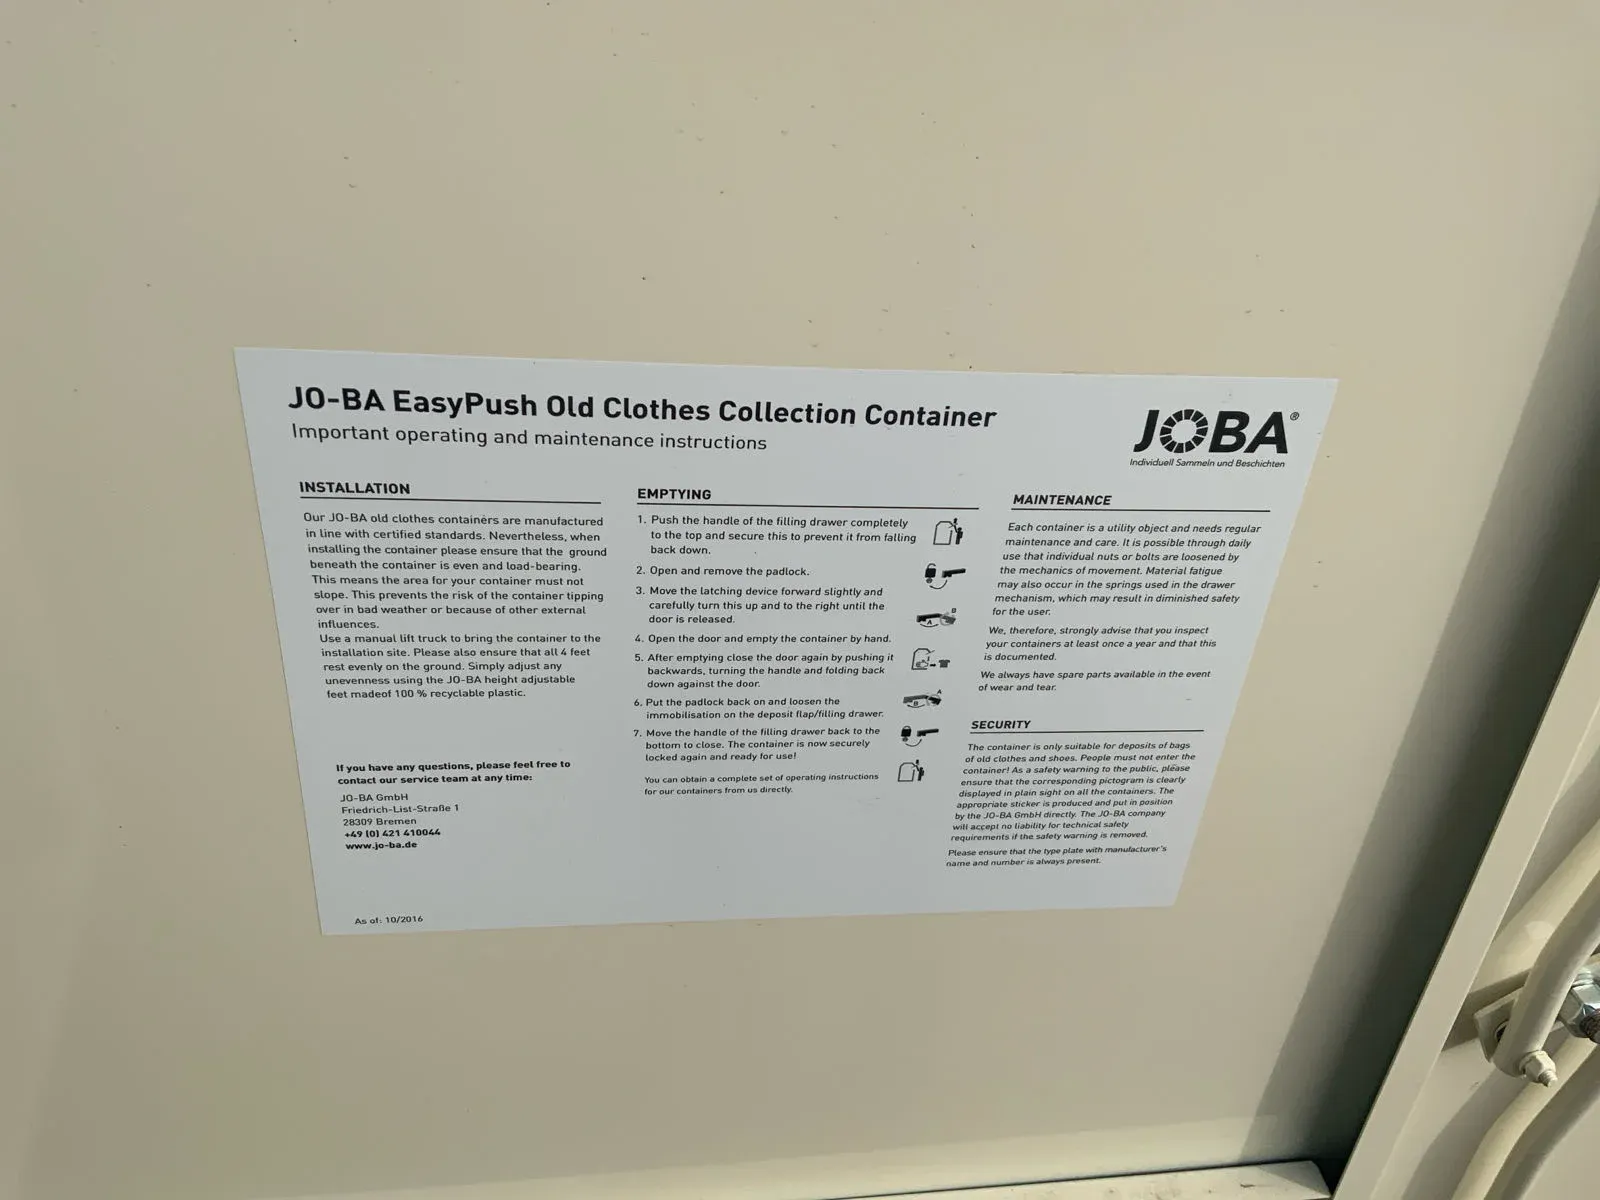 JO-BA EasyPush Old Clothes Collection Container
Important operating and maintenance instructions
JOBA®
Individuell Sammeln und Beschichten
INSTALLATION
Our JO-BA old clothes containers are manufactured
in line with certified standards. Nevertheless, when
installing the container please ensure that the ground
beneath the container is even and load-bearing.
This means the area for your container must not
slope. This prevents the risk of the container tipping
over in bad weather or because of other external
influences.
Use a manual lift truck to bring the container to the
installation site. Please also ensure that all 4 feet
rest evenly on the ground. Simply adjust any
unevenness using the JO-BA height adjustable
feet madeof 100 % recyclable plastic.
If you have any questions, please feel free to
contact our service team at any time:
JO-BA GmbH
Friedrich-List-Straße 1
28309 Bremen
+49 (0) 421 410044
www.jo-ba.de
As of: 10/2016
EMPTYING
1. Push the handle of the filling drawer completely
to the top and secure this to prevent it from falling
back down.
2. Open and remove the padlock.
3. Move the latching device forward slightly and
carefully turn this up and to the right until the
door is released.
4. Open the door and empty the container by hand.
5. After emptying close the door again by pushing it
backwards, turning the handle and folding back
down against the door.
6. Put the padlock back on and loosen the
immobilisation on the deposit flap/filling drawer.
7. Move the handle of the filling drawer back to the
bottom to close. The container is now securely
locked again and ready for use!
You can obtain a complete set of operating instructions
for our containers from us directly.
A
B
A
B
MAINTENANCE
Each container is a utility object and needs regular
maintenance and care. It is possible through daily
use that individual nuts or bolts are loosened by
the mechanics of movement. Material fatigue
may also occur in the springs used in the drawer
mechanism, which may result in diminished safety
for the user.
We, therefore, strongly advise that you inspect
your containers at least once a year and that this
is documented.
We always have spare parts available in the event
of wear and tear.
SECURITY
The container is only suitable for deposits of bags
of old clothes and shoes. People must not enter the
container! As a safety warning to the public, please
ensure that the corresponding pictogram is clearly
displayed in plain sight on all the containers. The
appropriate sticker is produced and put in position
by the JO-BA GmbH directly. The JO-BA company
will accept no liability for technical safety
requirements if the safety warning is removed.
Please ensure that the type plate with manufacturer's
name and number is always present.